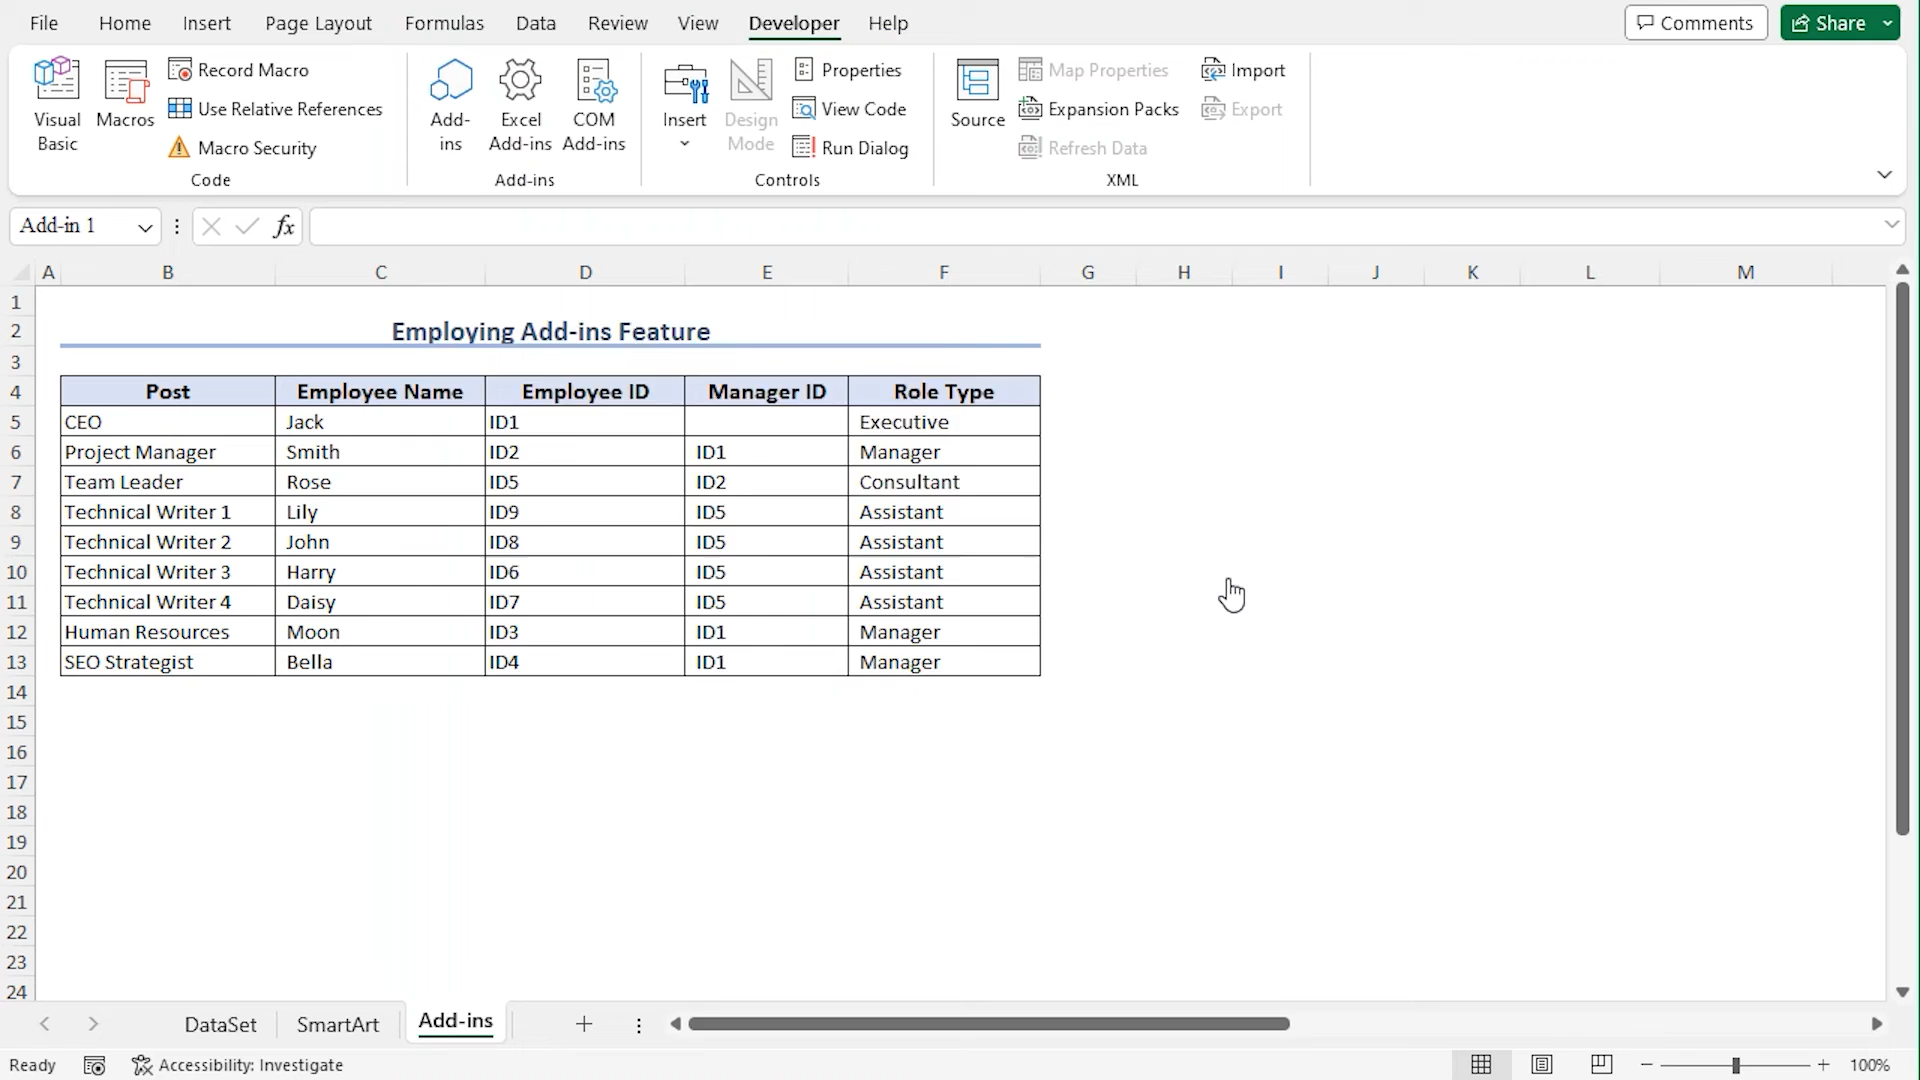 File Home Insert Page Layout Formulas Data Review View Developer Help Comments Share
Visual Basic Macros Record Macro Use Relative References Macro Security Code
Add-ins Excel Add-ins COM Add-ins Add-ins
Insert Design Mode Properties View Code Run Dialog Controls
Source Map Properties Expansion Packs Refresh Data Import Export XML
Add-in 1 fx
A B C D E F G H I J K L M
1
2 Employing Add-ins Feature
3
4 Post Employee Name Employee ID Manager ID Role Type
5 CEO Jack ID1 Executive
6 Project Manager Smith ID2 ID1 Manager
7 Team Leader Rose ID5 ID2 Consultant
8 Technical Writer 1 Lily ID9 ID5 Assistant
9 Technical Writer 2 John ID8 ID5 Assistant
10 Technical Writer 3 Harry ID6 ID5 Assistant
11 Technical Writer 4 Daisy ID7 ID5 Assistant
12 Human Resources Moon ID3 ID1 Manager
13 SEO Strategist Bella ID4 ID1 Manager
14
15
16
17
18
19
20
21
22
23
24
DataSet SmartArt Add-ins
Ready Accessibility: Investigate 100%